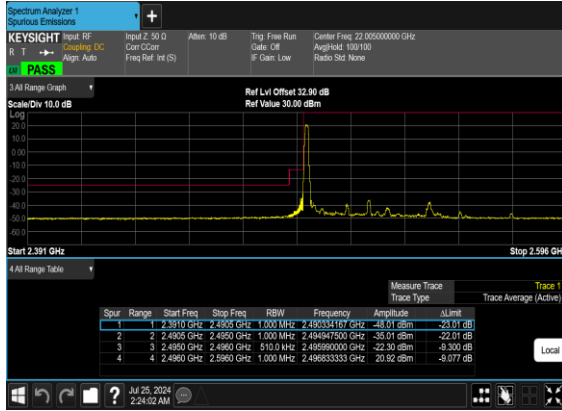 Spectrum Analyzer 1
Spurious Emissions
+
KEYSIGHT Input: RF Input Z: 50 Ω Atten: 10 dB Trig: Free Run Center Freq: 22.005000000 GHz
R T Coupling: DC Corr CCorr Gate: Off Avg|Hold: 100/100
Align: Auto Freq Ref: Int (S) IF Gain: Low Radio Std: None
PASS
3 All Range Graph Ref Lvl Offset 32.90 dB
Scale/Div 10.0 dB Ref Value 30.00 dBm
Log
20.0
10.0
0.00
-10.0
-20.0
-30.0
-40.0
-50.0
-60.0
Start 2.391 GHz Stop 2.596 GH
4 All Range Table
Measure Trace Trace 1
Trace Type Trace Average (Active)
Spur Range Start Freq Stop Freq RBW Frequency Amplitude ΔLimit
1 1 2.3910 GHz 2.4905 GHz 1.000 MHz 2.490334167 GHz -48.01 dBm -23.01 dB
2 2 2.4905 GHz 2.4950 GHz 1.000 MHz 2.494947500 GHz -35.01 dBm -22.01 dB
3 3 2.4950 GHz 2.4960 GHz 510.0 kHz 2.495990000 GHz -22.30 dBm -9.300 dB
4 4 2.4960 GHz 2.5960 GHz 1.000 MHz 2.496833333 GHz 20.92 dBm -9.077 dB
Local
? Jul 25, 2024
2:24:02 AM